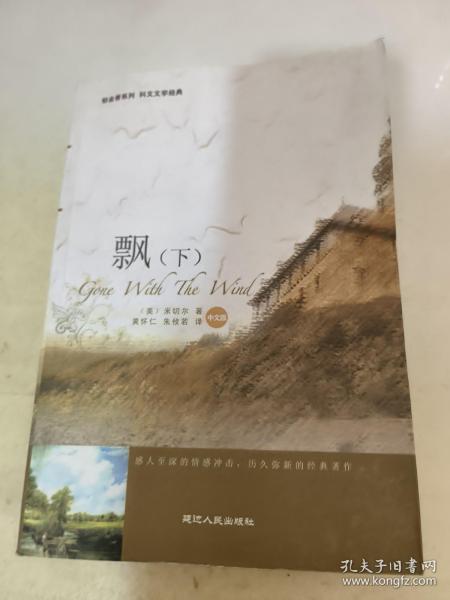 郁金香系列 科文文学经典
飘（下）
Gone With The Wind
（美）米切尔 著
黄怀仁 朱攸若 译
中文版
感人至深的情感冲击，历久弥新的经典著作
延边人民出版社
孔夫子旧书网
www.kongfz.com